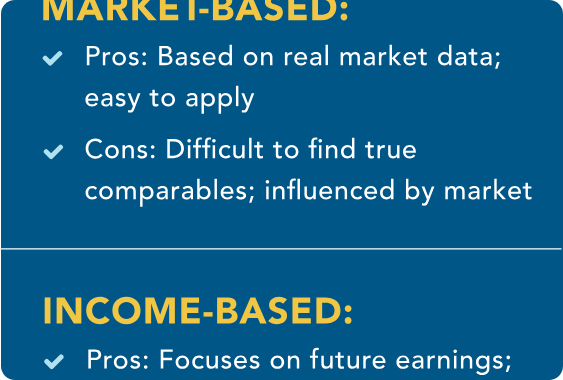 MARKET-BASED:
Pros: Based on real market data;
easy to apply
Cons: Difficult to find true
comparables; influenced by market
INCOME-BASED:
Pros: Focuses on future earnings;